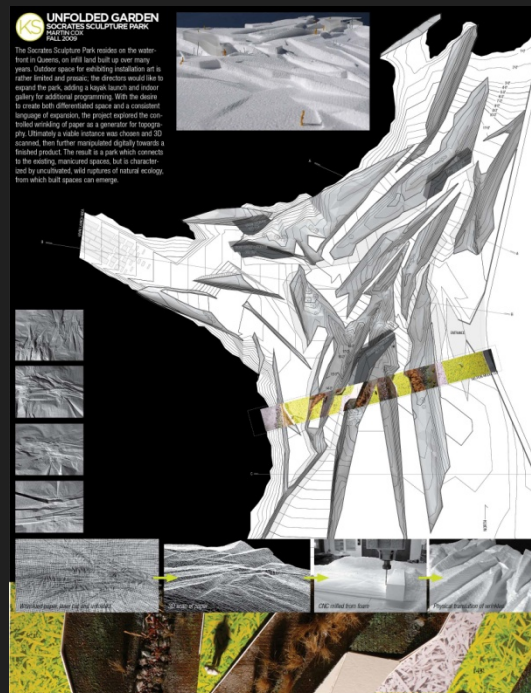 KS
UNFOLDED GARDEN
SOCRATES SCULPTURE PARK
MARTIN COX
FALL 2009
The Socrates Sculpture Park resides on the water-
front in Queens, on infill land built up over many
years. Outdoor space for exhibiting installation art is
rather limited and prosaic; the directors would like to
expand the park, adding a kayak launch and indoor
gallery for additional programming. With the desire
to create both differentiated space and a consistent
language of expansion, the project explored the con-
trolled wrinkling of paper as a generator for topogra-
phy. Ultimately a viable instance was chosen and 3D
scanned, then further manipulated digitally towards a
finished product. The result is a park which connects
to the existing, manicured spaces, but is character-
ized by uncultivated, wild ruptures of natural ecology,
from which built spaces can emerge.
3D scan of paper
CNC milled from foam
Physical translation of wrinkles